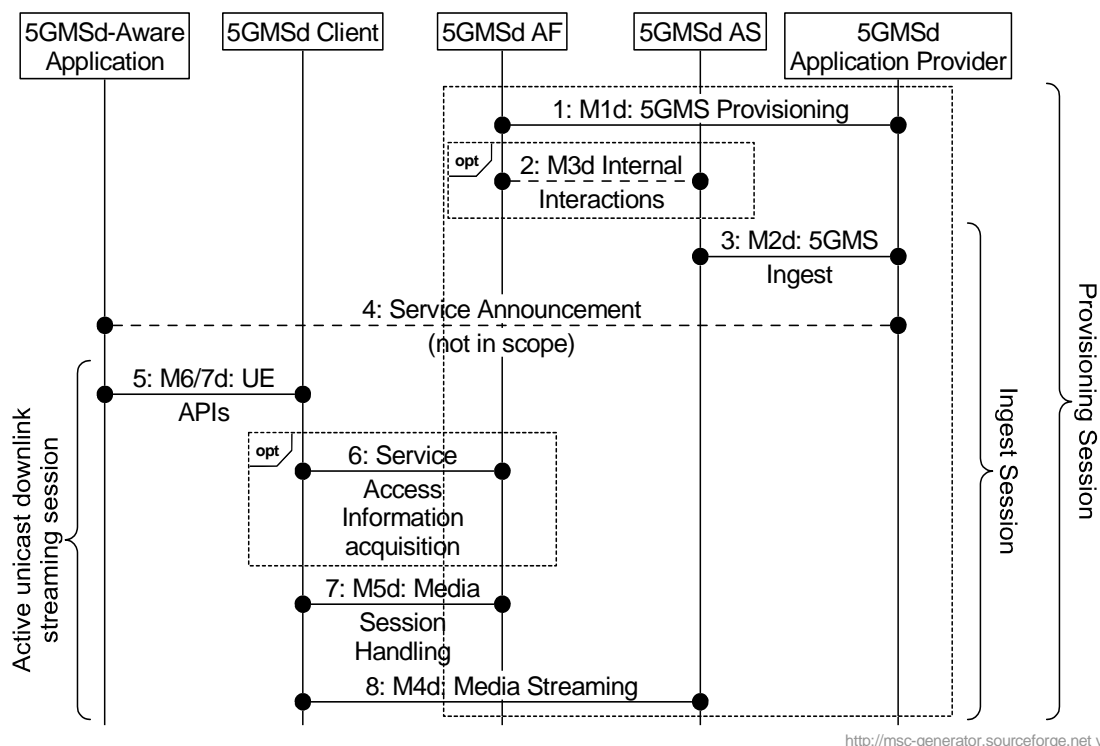 5GMSd-Aware
Application
5GMSd Client
5GMSd AF
5GMSd AS
5GMSd
Application Provider
1: M1d: 5GMS Provisioning
opt
2: M3d Internal
Interactions
3: M2d: 5GMS
Ingest
4: Service Announcement
(not in scope)
5: M6/7d: UE
APIs
opt
6: Service
Access
Information
acquisition
7: M5d: Media
Session
Handling
8: M4d: Media Streaming
Active unicast downlink
streaming session
Ingest Session
Provisioning Session
http://msc-generator.sourceforge.net v